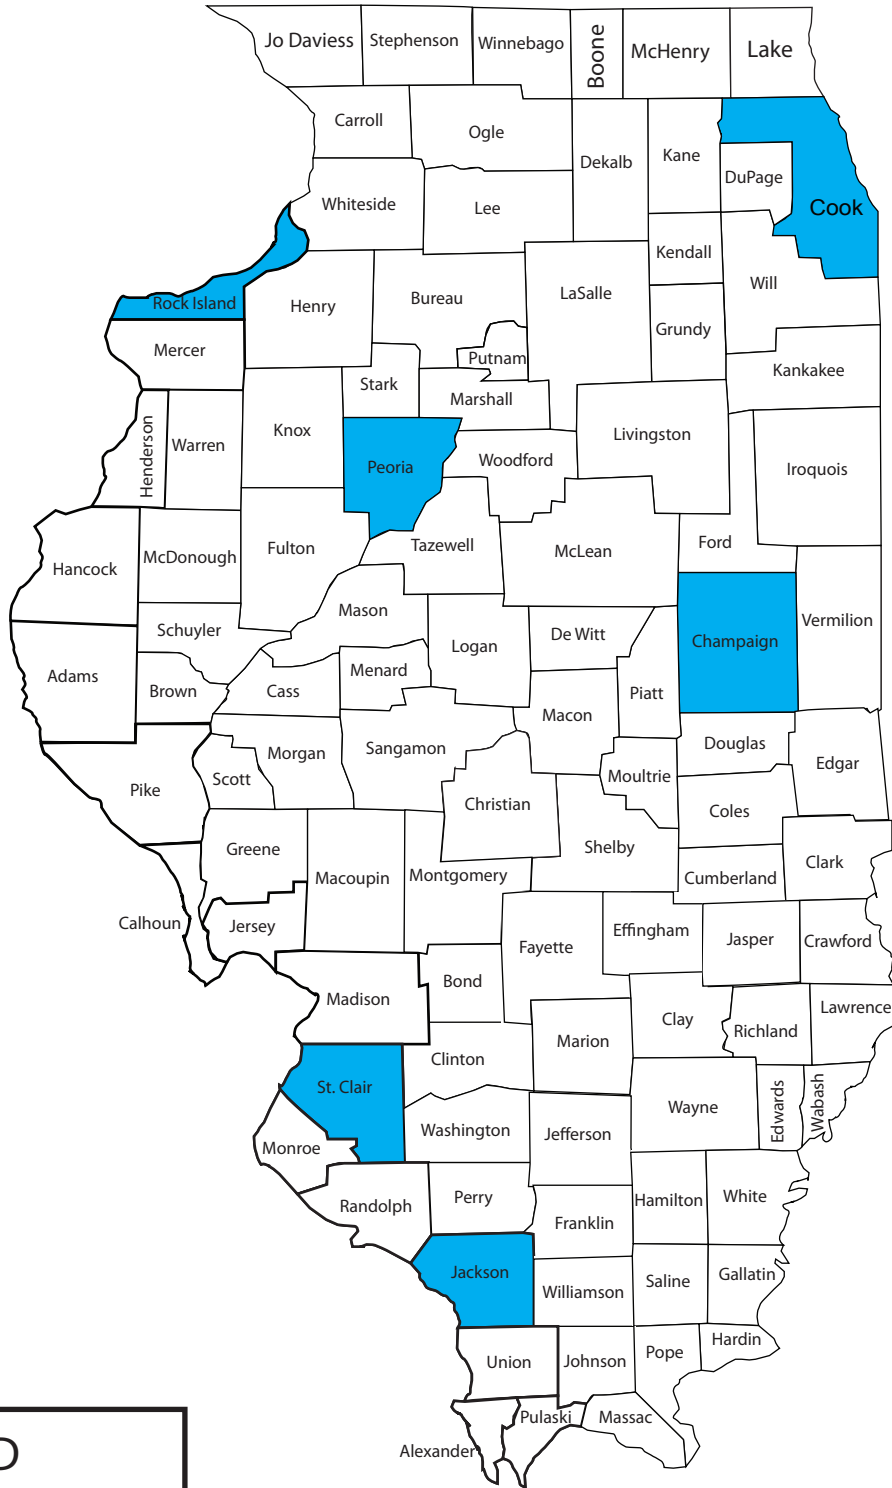 Jo Daviess
Stephenson
Winnebago
Boone
McHenry
Lake
Carroll
Ogle
Dekalb
Kane
DuPage
Cook
Whiteside
Lee
Kendall
Will
Rock Island
Henry
Bureau
LaSalle
Grundy
Mercer
Putnam
Kankakee
Stark
Marshall
Henderson
Warren
Knox
Peoria
Woodford
Livingston
Iroquois
Hancock
McDonough
Fulton
Tazewell
McLean
Ford
Mason
Schuyler
Logan
De Witt
Champaign
Vermilion
Adams
Brown
Cass
Menard
Piatt
Macon
Pike
Scott
Morgan
Sangamon
Douglas
Edgar
Moultrie
Christian
Coles
Greene
Macoupin
Montgomery
Shelby
Cumberland
Clark
Calhoun
Jersey
Fayette
Effingham
Jasper
Crawford
Bond
Madison
Clay
Lawrence
Richland
Marion
Clinton
St. Clair
Wayne
Edwards
Wabash
Monroe
Washington
Jefferson
Randolph
Perry
Hamilton
White
Franklin
Jackson
Williamson
Saline
Gallatin
Union
Johnson
Pope
Hardin
Pulaski
Massac
Alexander
D